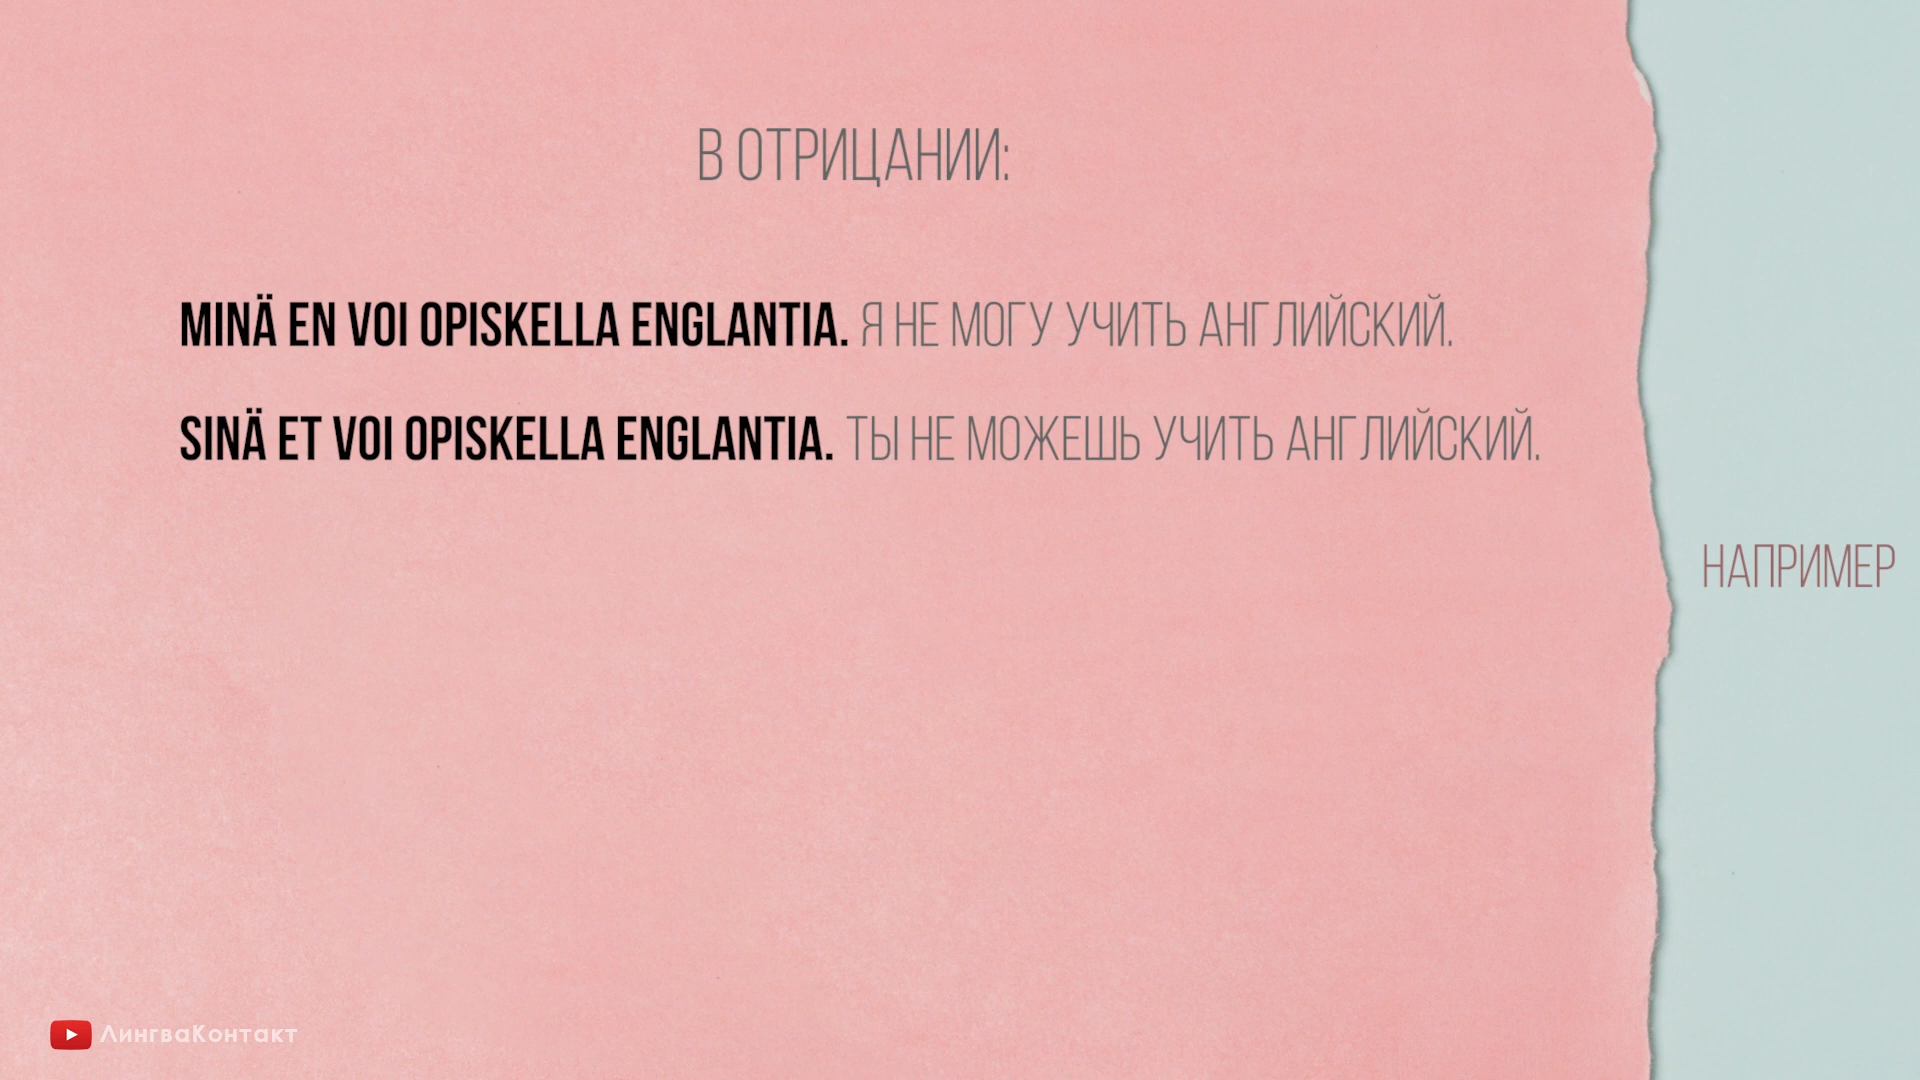 В ОТРИЦАНИИ:
MINÄ EN VOI OPISKELLA ENGLANTIA. Я НЕ МОГУ УЧИТЬ АНГЛИЙСКИЙ.
SINÄ ET VOI OPISKELLA ENGLANTIA. ТЫ НЕ МОЖЕШЬ УЧИТЬ АНГЛИЙСКИЙ.
НАПРИМЕР
ЛингваКонтакт